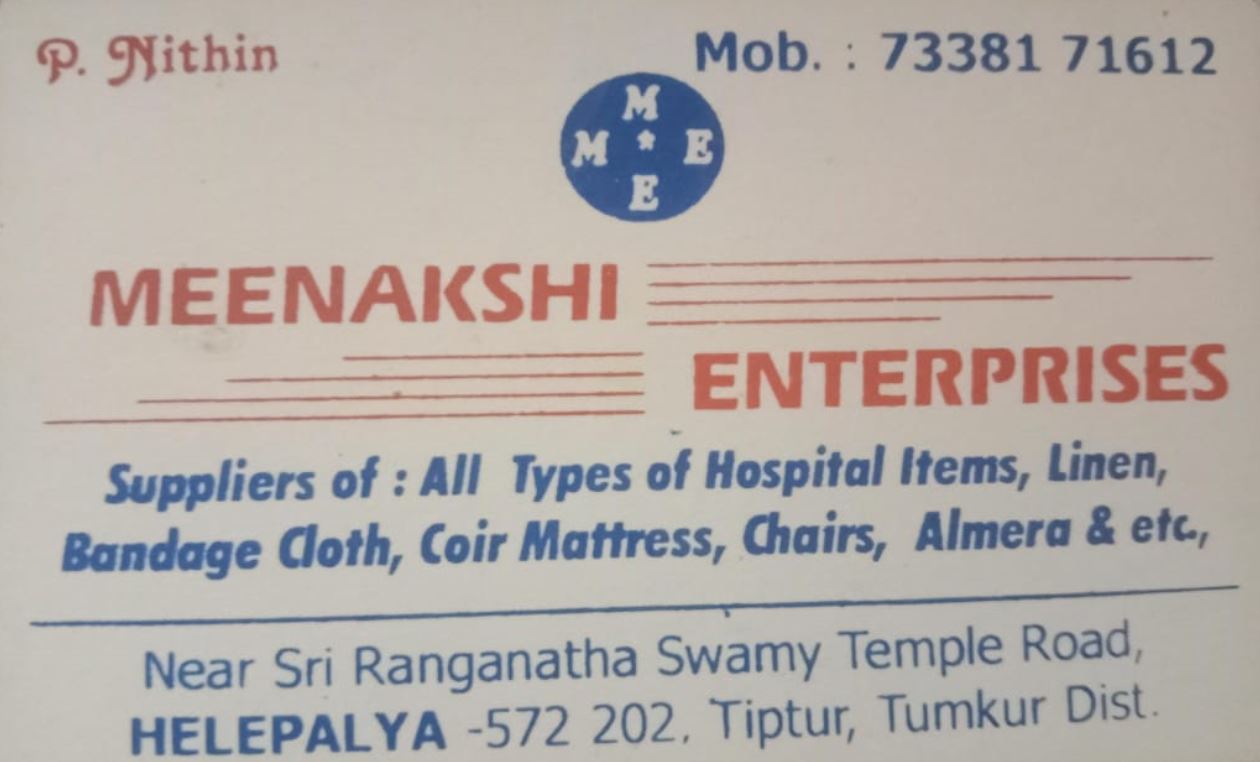 P. Nithin
Mob. : 73381 71612
M
M * E
E
MEENAKSHI
ENTERPRISES
Suppliers of : All Types of Hospital Items, Linen,
Bandage Cloth, Coir Mattress, Chairs, Almera & etc.,
Near Sri Ranganatha Swamy Temple Road,
HELEPALYA -572 202, Tiptur, Tumkur Dist.